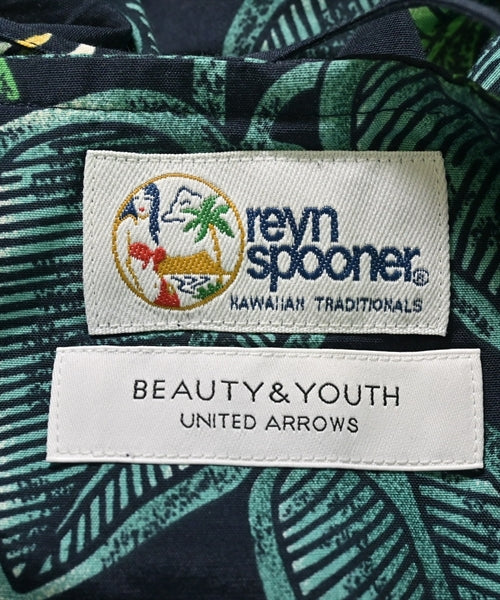 reyn
spooner®
HAWAIIAN TRADITIONALS
BEAUTY&YOUTH
UNITED ARROWS